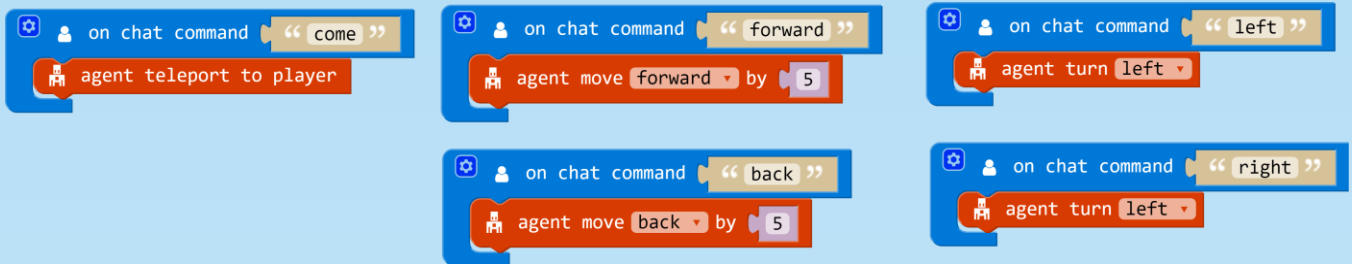 on chat command “ come ”
agent teleport to player
on chat command “ forward ”
agent move forward by 5
on chat command “ back ”
agent move back by 5
on chat command “ left ”
agent turn left
on chat command “ right ”
agent turn left